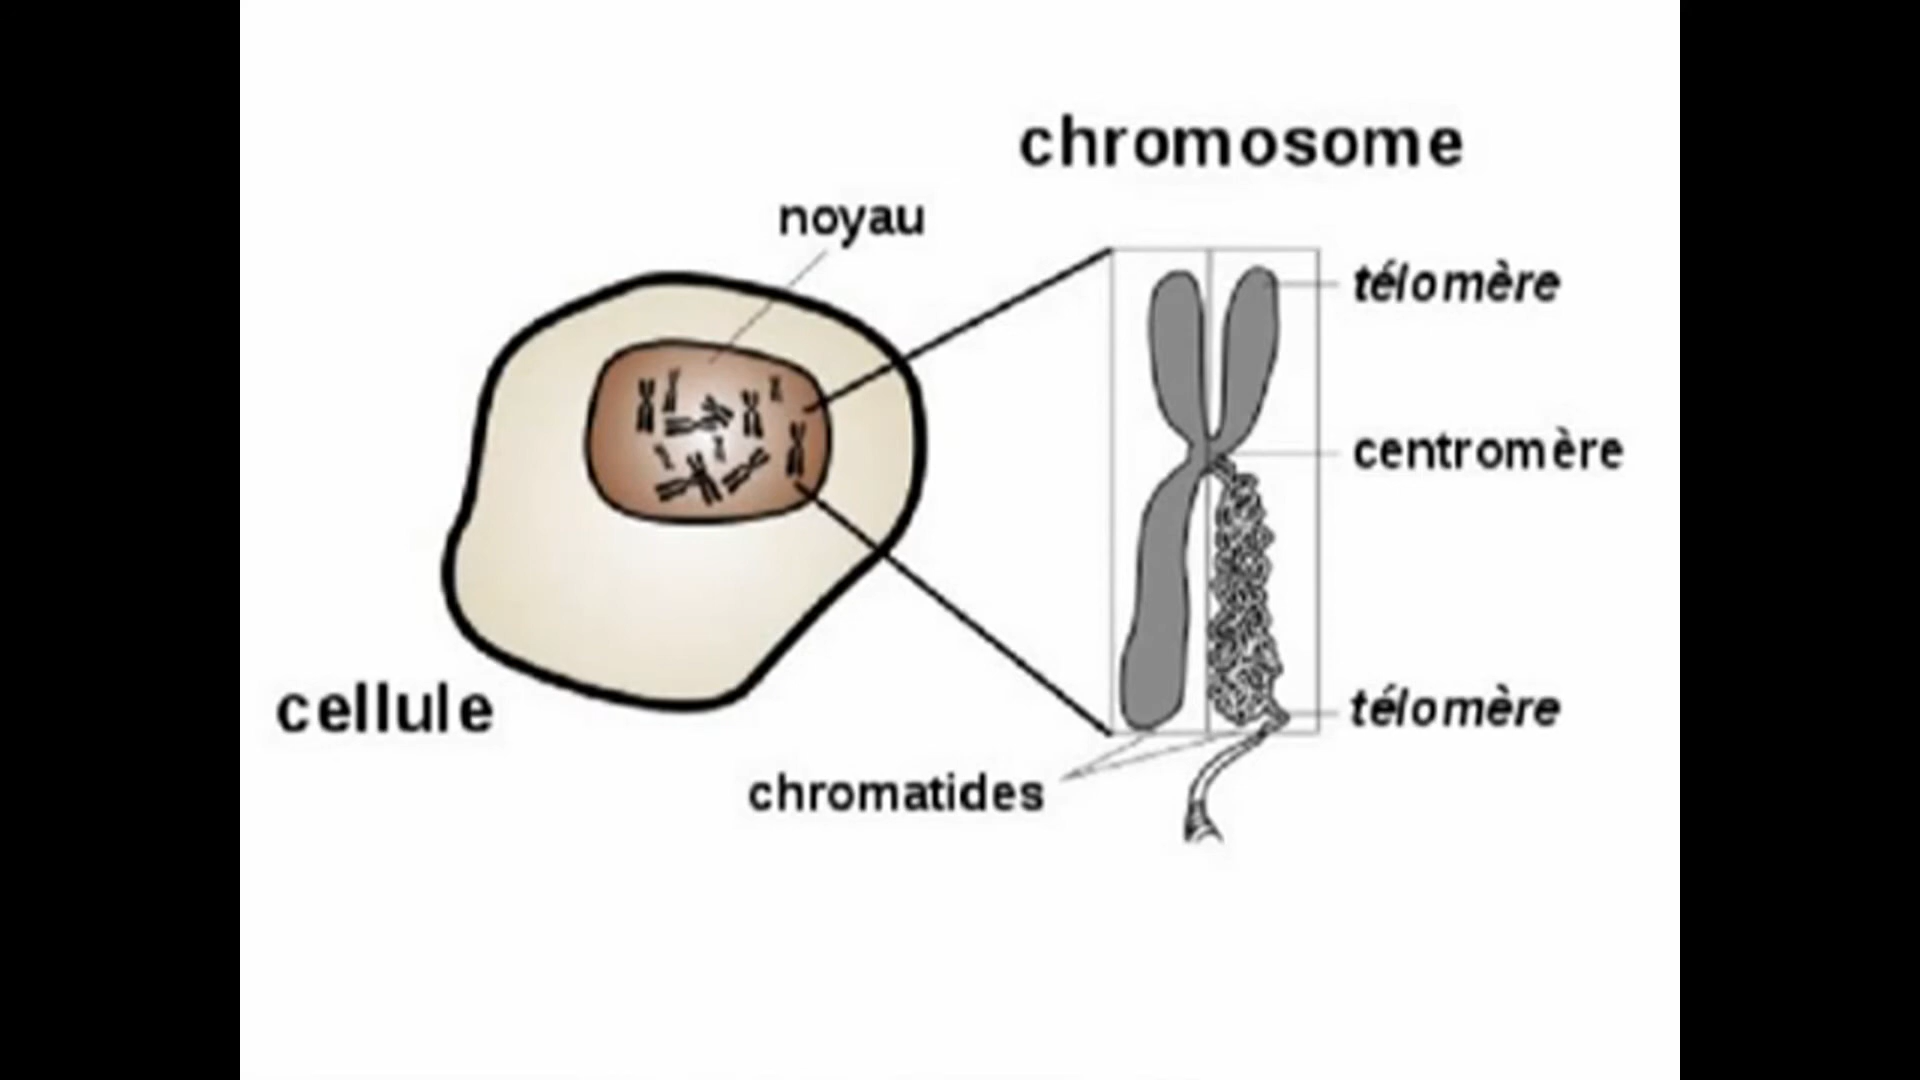 chromosome
noyau
télomère
centromère
cellule
télomère
chromatides